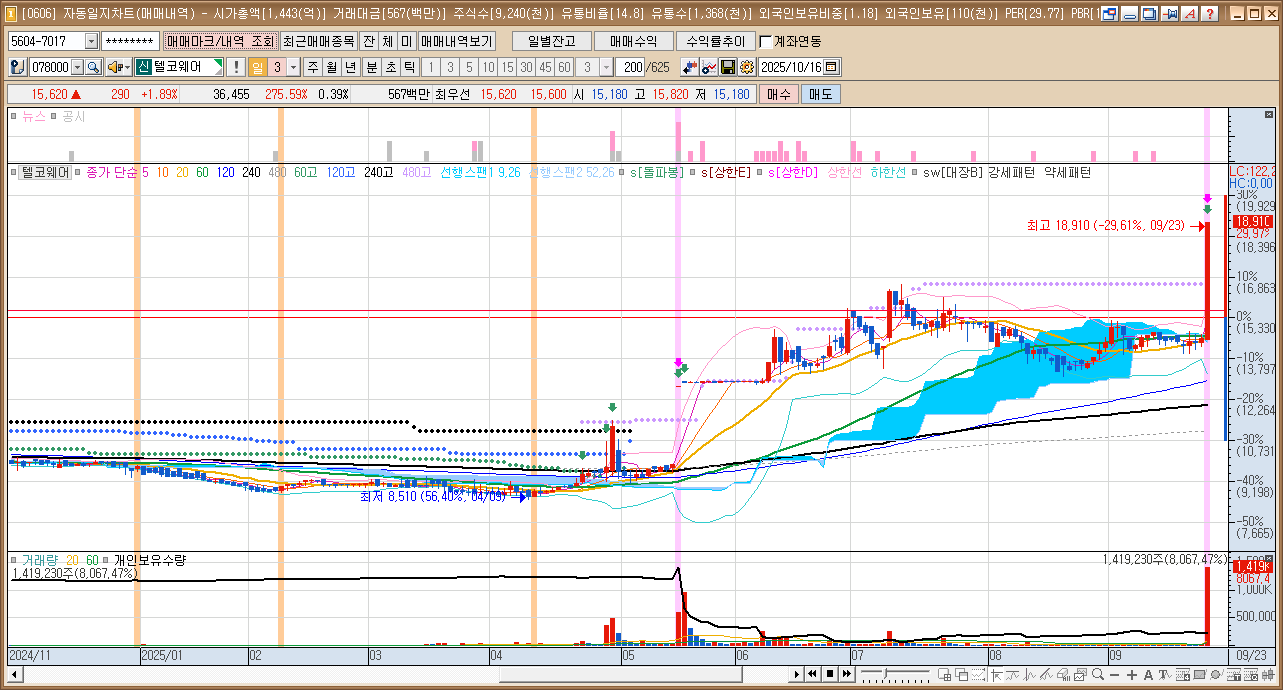 [0606] 자동일지차트(매매내역) - 시가총액[1,443(억)] 거래대금[567(백만)] 주식수[9,240(천)] 유통비율[14.8] 유통수[1,368(천)] 외국인보유비중[1.18] 외국인보유[110(천)] PER[29.77] PBR[1
5604-7017 ******** 매매마크/내역 조회 최근매매종목 잔 체 미 매매내역보기 일별잔고 매매수익 수익률추이 계좌연동
078000 신 텔코웨어 ! 일 3 주 월 년 분 초 틱 1 3 5 10 15 30 45 60 3 200 /625 2025/10/16
15,620 ▲ 290 +1.89% 36,455 275.59% 0.39% 567백만 최우선 15,620 15,600 시 15,180 고 15,820 저 15,180 매수 매도
뉴스 공시
텔코웨어 종가 단순 5 10 20 60 120 240 480 60고 120고 240고 480고 선행스팬1 9,26 선행스팬2 52,26 s[돌파봉] s[상한E] s[상한D] 상한선 하한선 sw[대장B] 강세패턴 약세패턴
LC:122,2
HC:0,00
30%
(19,929
최고 18,910 (-29,61%, 09/23)
18,910
29,97%
(18,396
10%
(16,863
0%
(15,330
-10%
(13,797
-20%
(12,264
-30%
(10,731
-40%
(9,198)
최저 8,510 (56,40%, 04/09)
-50%
(7,665)
거래량 20 60 개인보유수량
1,419,230주(8,067,47%)
1,419,230주(8,067,47%)
1,419K
8067,4
1,000K
500,000
2024/11 2025/01 02 03 04 05 06 07 08 09 09/23